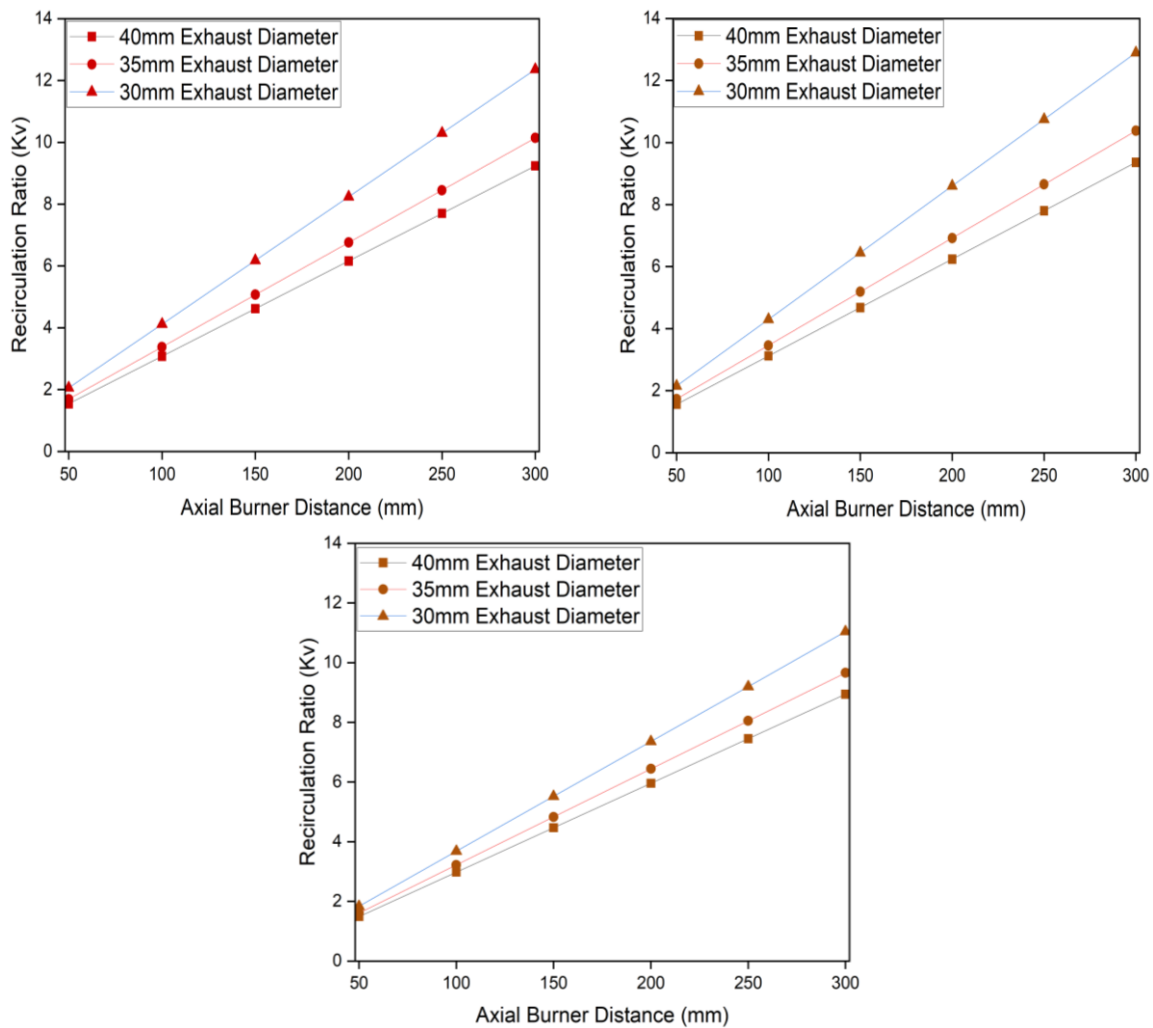 14
12
10
8
6
4
2
0
Recirculation Ratio (Kv)
40mm Exhaust Diameter
35mm Exhaust Diameter
30mm Exhaust Diameter
50 100 150 200 250 300
Axial Burner Distance (mm)
14
12
10
8
6
4
2
0
Recirculation Ratio (Kv)
40mm Exhaust Diameter
35mm Exhaust Diameter
30mm Exhaust Diameter
50 100 150 200 250 300
Axial Burner Distance (mm)
14
12
10
8
6
4
2
0
Recirculation Ratio (Kv)
40mm Exhaust Diameter
35mm Exhaust Diameter
30mm Exhaust Diameter
50 100 150 200 250 300
Axial Burner Distance (mm)